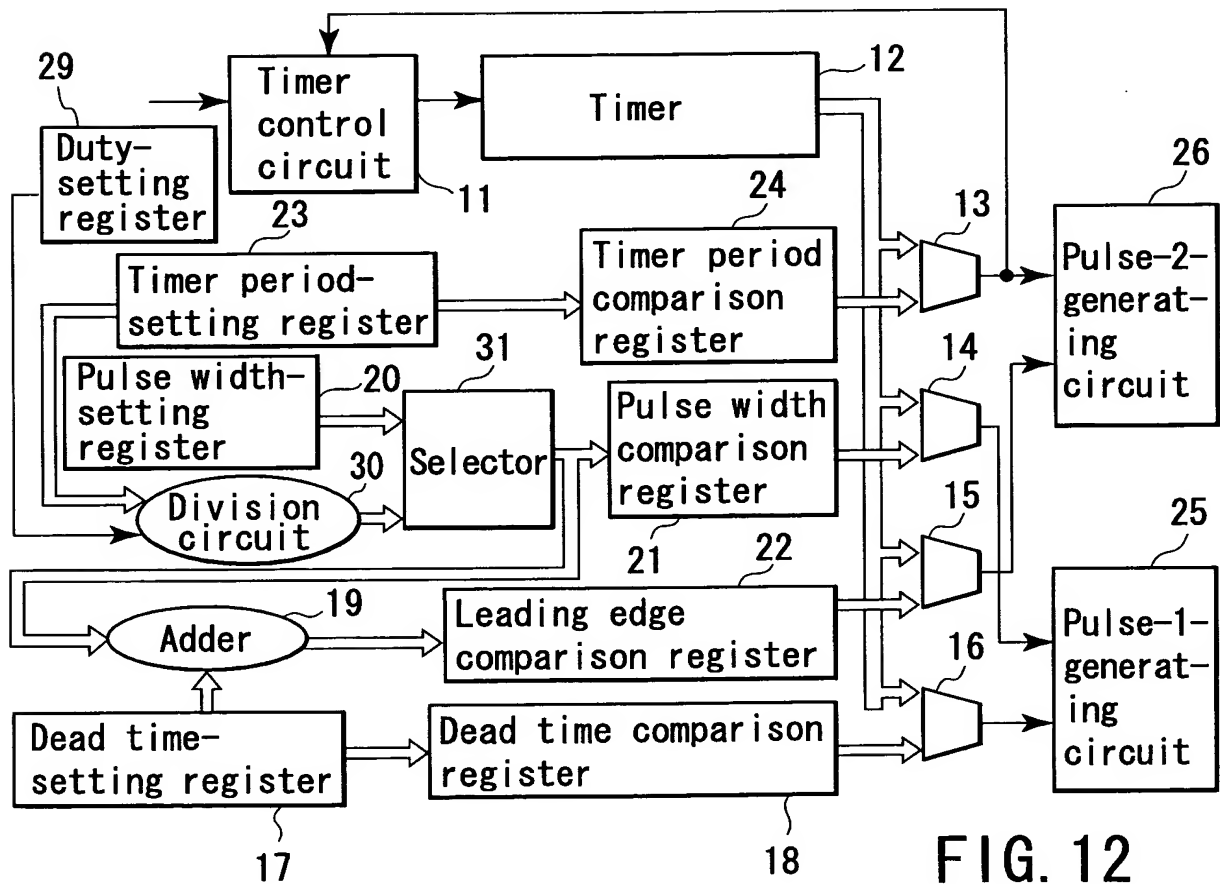 29
Timer
control
circuit
11
12
Timer
Duty-
setting
register
23
24
13
26
Timer period-
setting register
Timer period
comparison
register
Pulse-2-
generat-
ing
circuit
Pulse width-
setting
register
20
31
Selector
Pulse width
comparison
register
21
14
30
Division
circuit
15
25
22
19
Adder
Leading edge
comparison register
16
Pulse-1-
generat-
ing
circuit
Dead time-
setting register
17
Dead time comparison
register
18
FIG. 12